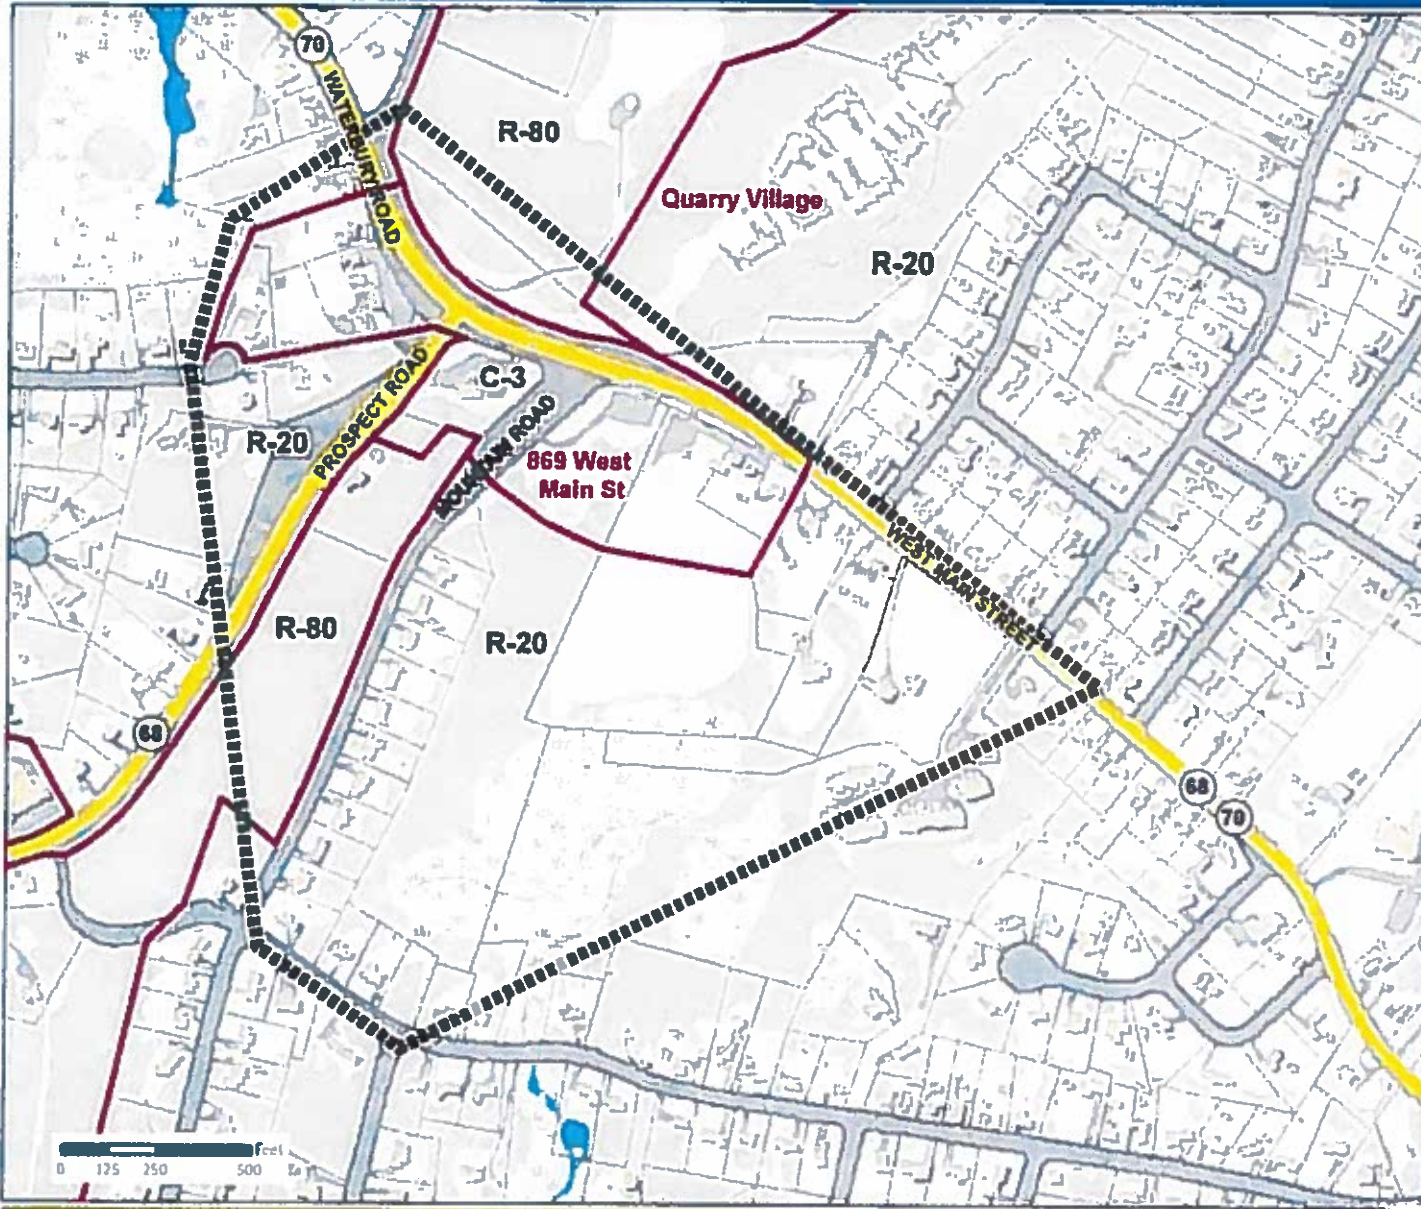 70
WATERBURY ROAD
R-80
Quarry Village
R-20
C-3
PROSPECT ROAD
MOUNTAIN ROAD
R-20
869 West
Main St
WEST MAIN STREET
R-80
R-20
68
68
70
feet
0 125 250 500